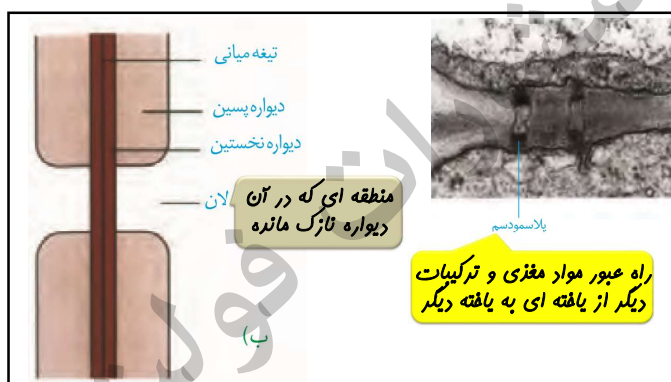 تیغه میانی
دیواره پسین
دیواره نخستین
لان
منطقه ای که در آن
دیواره نازک مانده
ب)
پلاسمودسم
راه عبور مواد مغذی و ترکیبات
دیگر از یاخته ای به یاخته دیگر